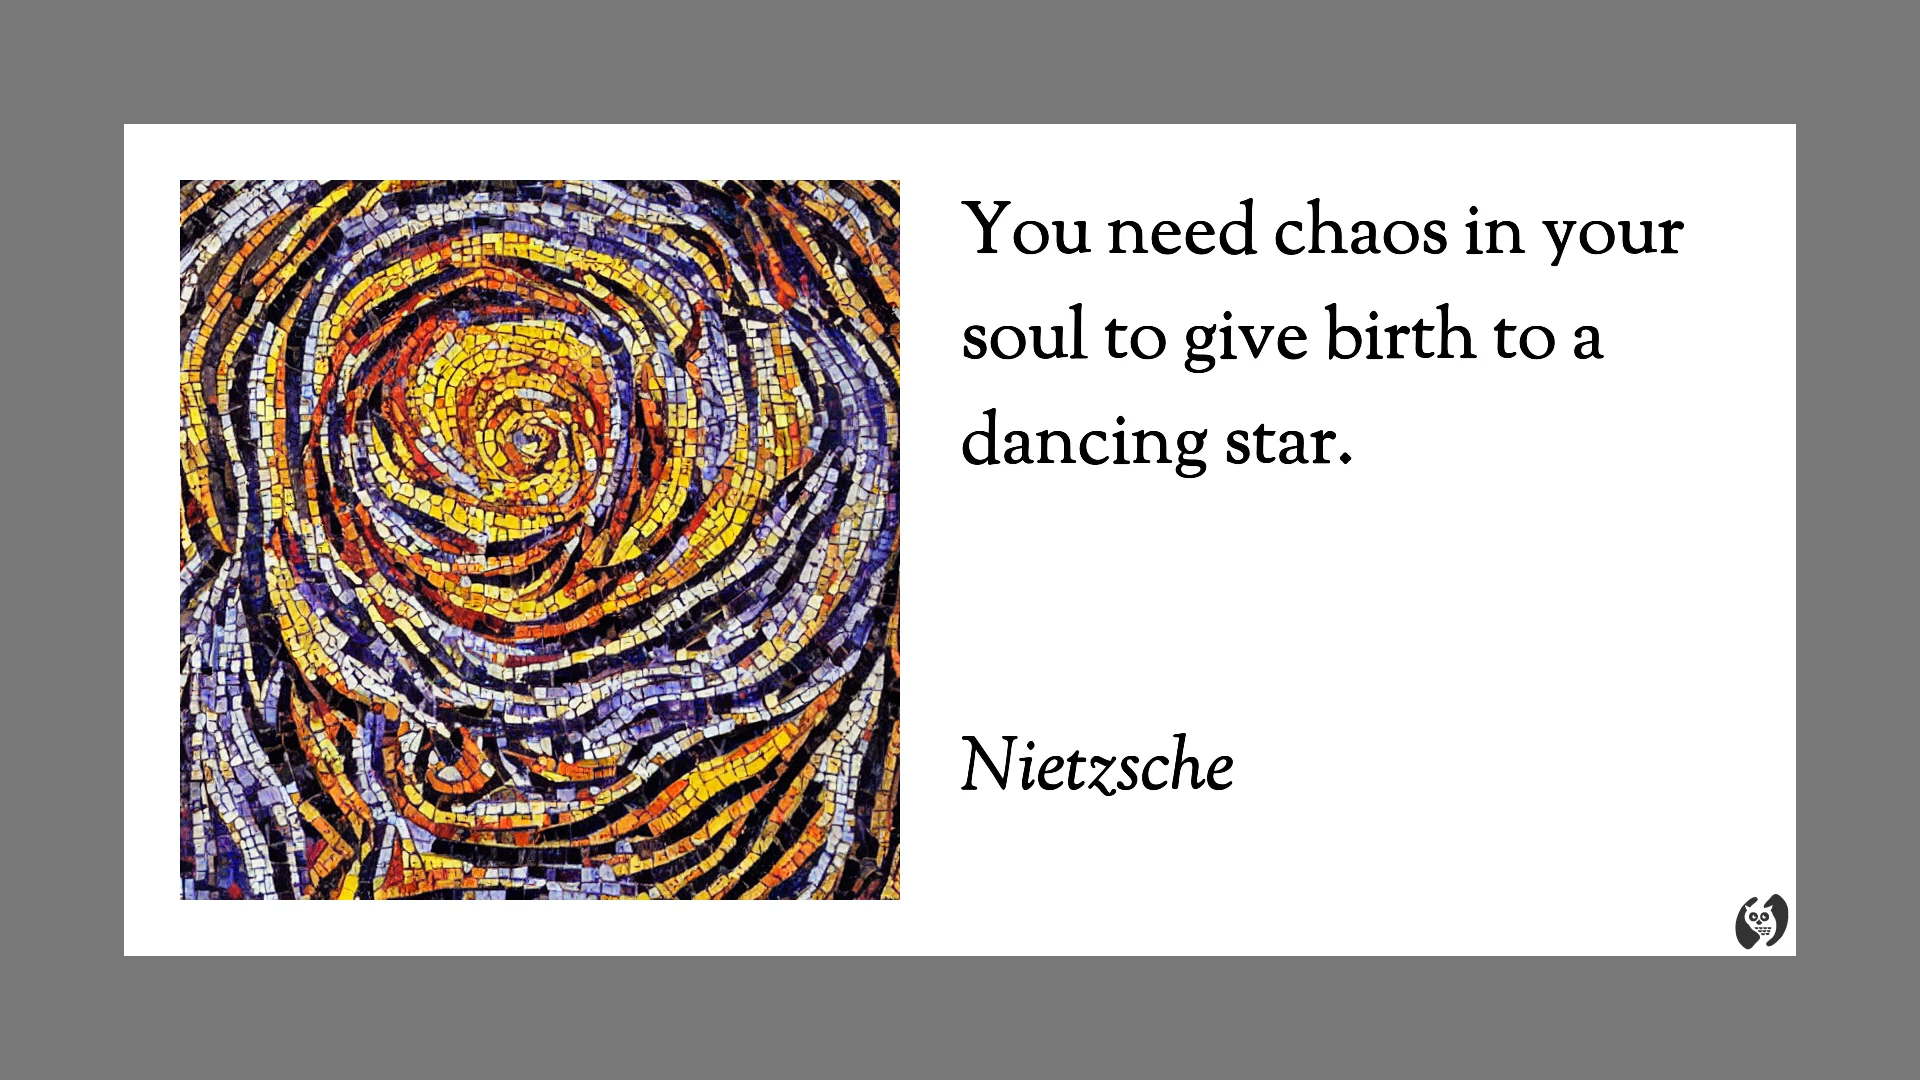 You need chaos in your
soul to give birth to a
dancing star.
Nietzsche